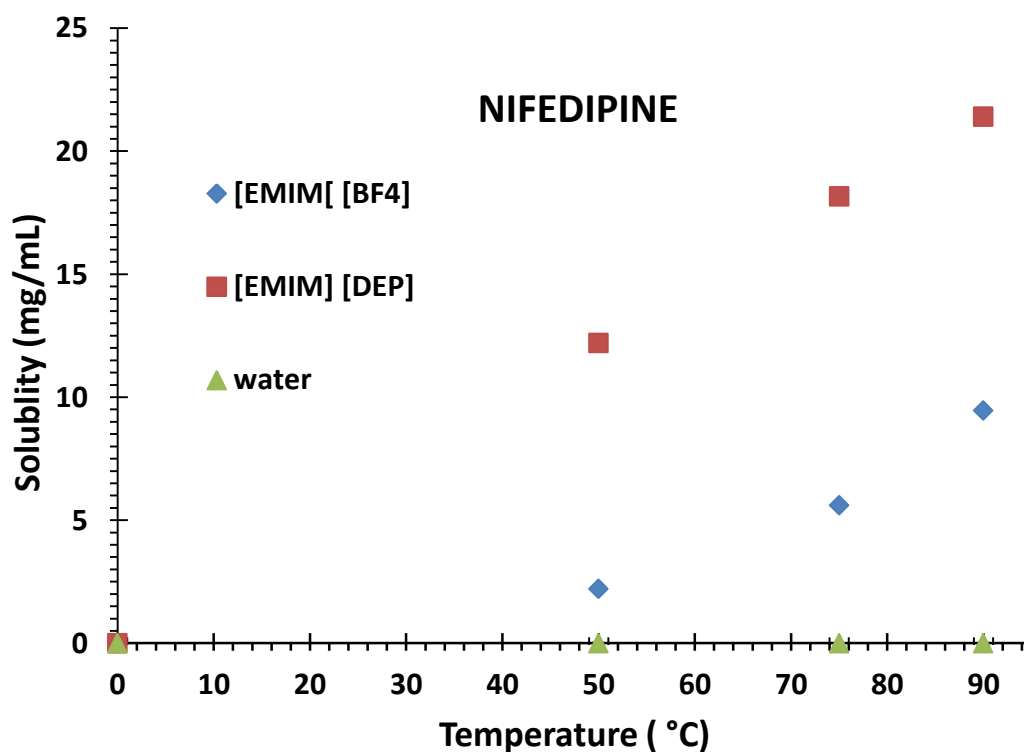 25
20
15
10
5
0
Solublity (mg/mL)
NIFEDIPINE
[EMIM[ [BF4]
[EMIM] [DEP]
water
0 10 20 30 40 50 60 70 80 90
Temperature ( °C)